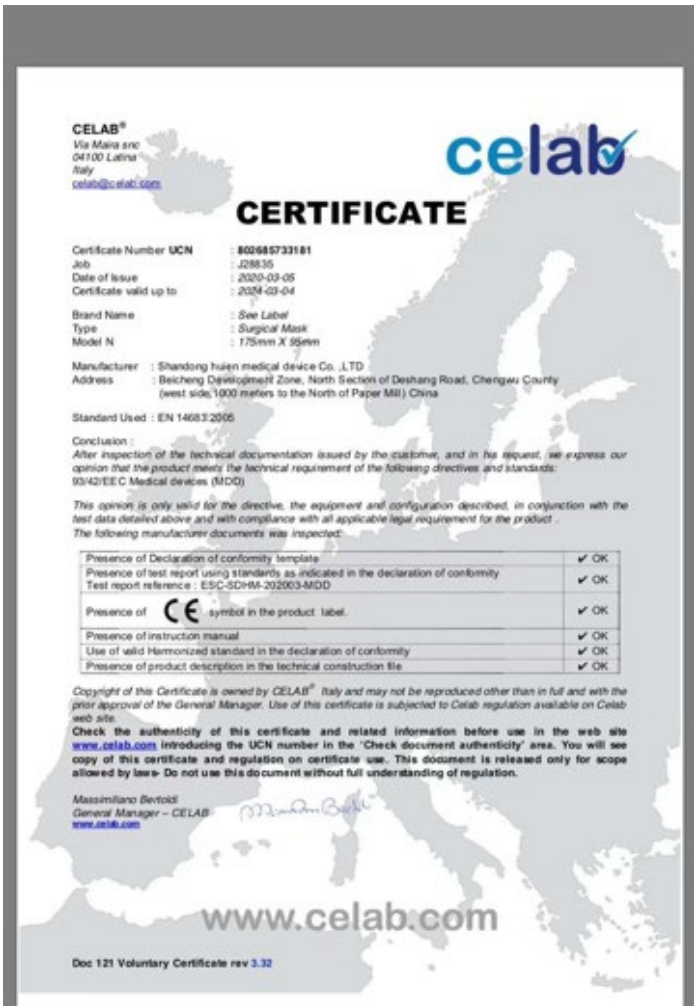 CELAB®
Via Maira snc
04100 Latina
Italy
celab@celab.com
celab
CERTIFICATE
Certificate Number UCN : 802685733181
Job : J28835
Date of Issue : 2020-03-05
Certificate valid up to : 2024-03-04
Brand Name : See Label
Type : Surgical Mask
Model N : 175mm X 95mm
Manufacturer : Shandong huien medical device Co. ,LTD
Address : Beicheng Development Zone, North Section of Deshang Road, Chengwu County
(west side,1000 meters to the North of Paper Mill) China
Standard Used : EN 14683:2005
Conclusion :
After inspection of the technical documentation issued by the customer, and in his request, we express our
opinion that the product meets the technical requirement of the following directives and standards:
93/42/EEC Medical devices (MDD)
This opinion is only valid for the directive, the equipment and configuration described, in conjunction with the
test data detailed above and with compliance with all applicable legal requirement for the product .
The following manufacturer documents was inspected:
Presence of Declaration of conformity template ✔ OK
Presence of test report using standards as indicated in the declaration of conformity
Test report reference : ESC-SDHM-202003-MDD ✔ OK
Presence of CE symbol in the product label. ✔ OK
Presence of instruction manual ✔ OK
Use of valid Harmonized standard in the declaration of conformity ✔ OK
Presence of product description in the technical construction file ✔ OK
Copyright of this Certificate is owned by CELAB® Italy and may not be reproduced other than in full and with the
prior approval of the General Manager. Use of this certificate is subjected to Celab regulation available on Celab
web site.
Check the authenticity of this certificate and related information before use in the web site
www.celab.com introducing the UCN number in the 'Check document authenticity' area. You will see
copy of this certificate and regulation on certificate use. This document is released only for scope
allowed by laws- Do not use this document without full understanding of regulation.
Massimiliano Bertoldi
General Manager – CELAB
www.celab.com
www.celab.com
Doc 121 Voluntary Certificate rev 3.32